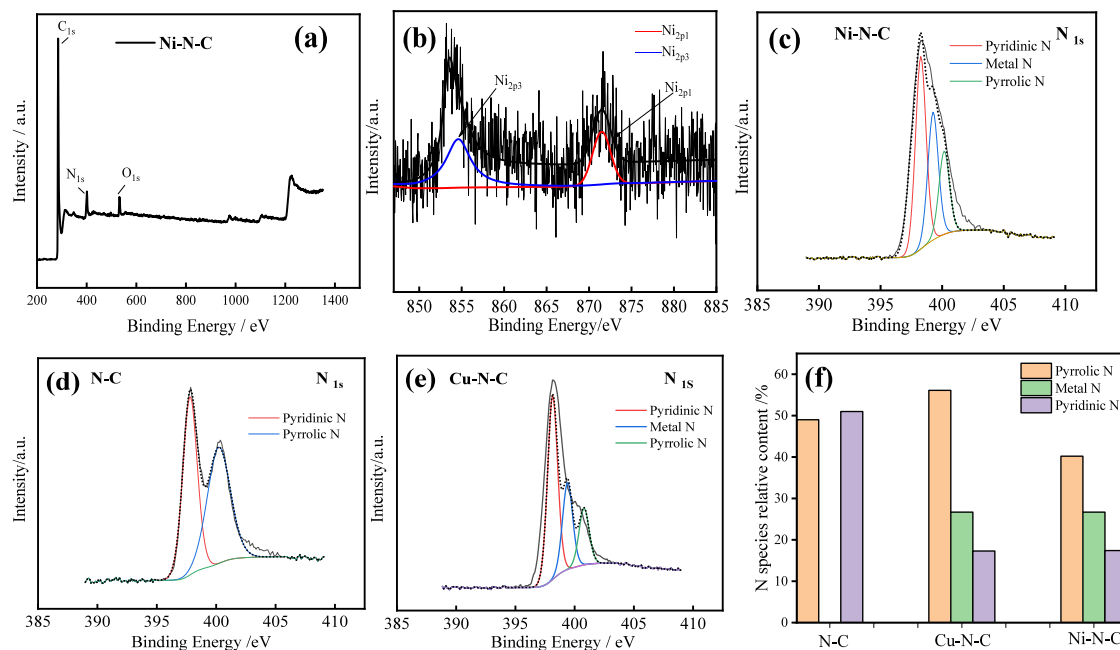 C1s
Ni-N-C
(a)
N1s
O1s
Intensity / a.u.
200 400 600 800 1000 1200 1400
Binding Energy / eV
(b)
Ni2p1
Ni2p3
Ni2p3
Ni2p1
Intensity/a.u.
850 855 860 865 870 875 880 885
Binding Energy/eV
(c)
Ni-N-C
N 1s
Pyridinic N
Metal N
Pyrrolic N
Intensity/a.u.
385 390 395 400 405 410
Binding Energy / eV
(d)
N-C
N 1s
Pyridinic N
Pyrrolic N
Intensity/a.u.
385 390 395 400 405 410
Binding Energy / eV
(e)
Cu-N-C
N 1S
Pyridinic N
Metal N
Pyrrolic N
Intensity/a.u.
385 390 395 400 405 410
Binding Energy / eV
(f)
Pyrrolic N
Metal N
Pyridinic N
N species relative content /%
60
50
40
30
20
10
0
N-C Cu-N-C Ni-N-C